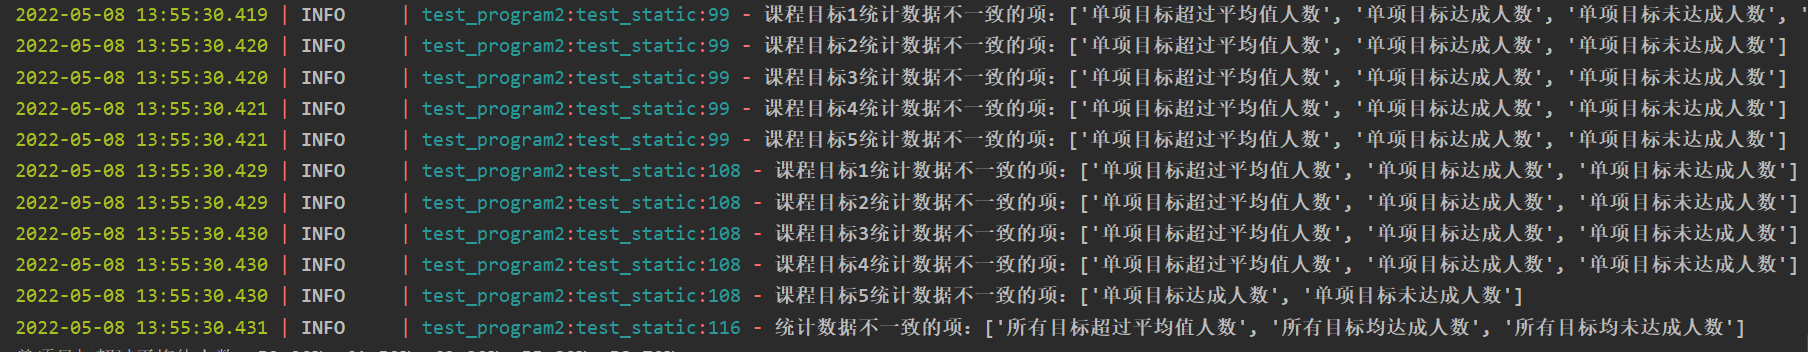 2022-05-08 13:55:30.419 | INFO     | test_program2:test_static:99 - 课程目标1统计数据不一致的项：['单项目标超过平均值人数', '单项目标达成人数', '单项目标未达成人数', '
2022-05-08 13:55:30.420 | INFO     | test_program2:test_static:99 - 课程目标2统计数据不一致的项：['单项目标超过平均值人数', '单项目标达成人数', '单项目标未达成人数']
2022-05-08 13:55:30.420 | INFO     | test_program2:test_static:99 - 课程目标3统计数据不一致的项：['单项目标超过平均值人数', '单项目标达成人数', '单项目标未达成人数']
2022-05-08 13:55:30.421 | INFO     | test_program2:test_static:99 - 课程目标4统计数据不一致的项：['单项目标超过平均值人数', '单项目标达成人数', '单项目标未达成人数']
2022-05-08 13:55:30.421 | INFO     | test_program2:test_static:99 - 课程目标5统计数据不一致的项：['单项目标超过平均值人数', '单项目标达成人数', '单项目标未达成人数']
2022-05-08 13:55:30.429 | INFO     | test_program2:test_static:108 - 课程目标1统计数据不一致的项：['单项目标超过平均值人数', '单项目标达成人数', '单项目标未达成人数']
2022-05-08 13:55:30.429 | INFO     | test_program2:test_static:108 - 课程目标2统计数据不一致的项：['单项目标超过平均值人数', '单项目标达成人数', '单项目标未达成人数']
2022-05-08 13:55:30.430 | INFO     | test_program2:test_static:108 - 课程目标3统计数据不一致的项：['单项目标超过平均值人数', '单项目标达成人数', '单项目标未达成人数']
2022-05-08 13:55:30.430 | INFO     | test_program2:test_static:108 - 课程目标4统计数据不一致的项：['单项目标超过平均值人数', '单项目标达成人数', '单项目标未达成人数']
2022-05-08 13:55:30.430 | INFO     | test_program2:test_static:108 - 课程目标5统计数据不一致的项：['单项目标达成人数', '单项目标未达成人数']
2022-05-08 13:55:30.431 | INFO     | test_program2:test_static:116 - 统计数据不一致的项：['所有目标超过平均值人数', '所有目标均达成人数', '所有目标均未达成人数']